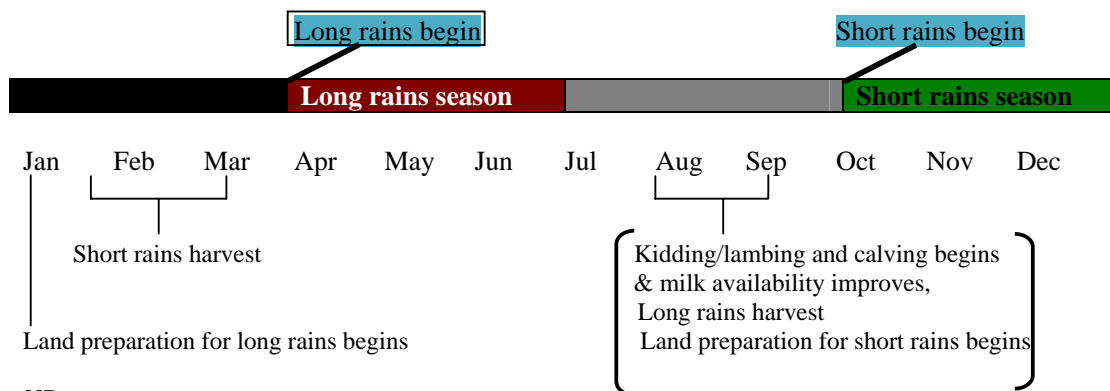 Long rains begin
Short rains begin
Long rains season
Short rains season
Jan Feb Mar Apr May Jun Jul Aug Sep Oct Nov Dec
Short rains harvest
Kidding/lambing and calving begins
& milk availability improves,
Long rains harvest
Land preparation for short rains begins
Land preparation for long rains begins